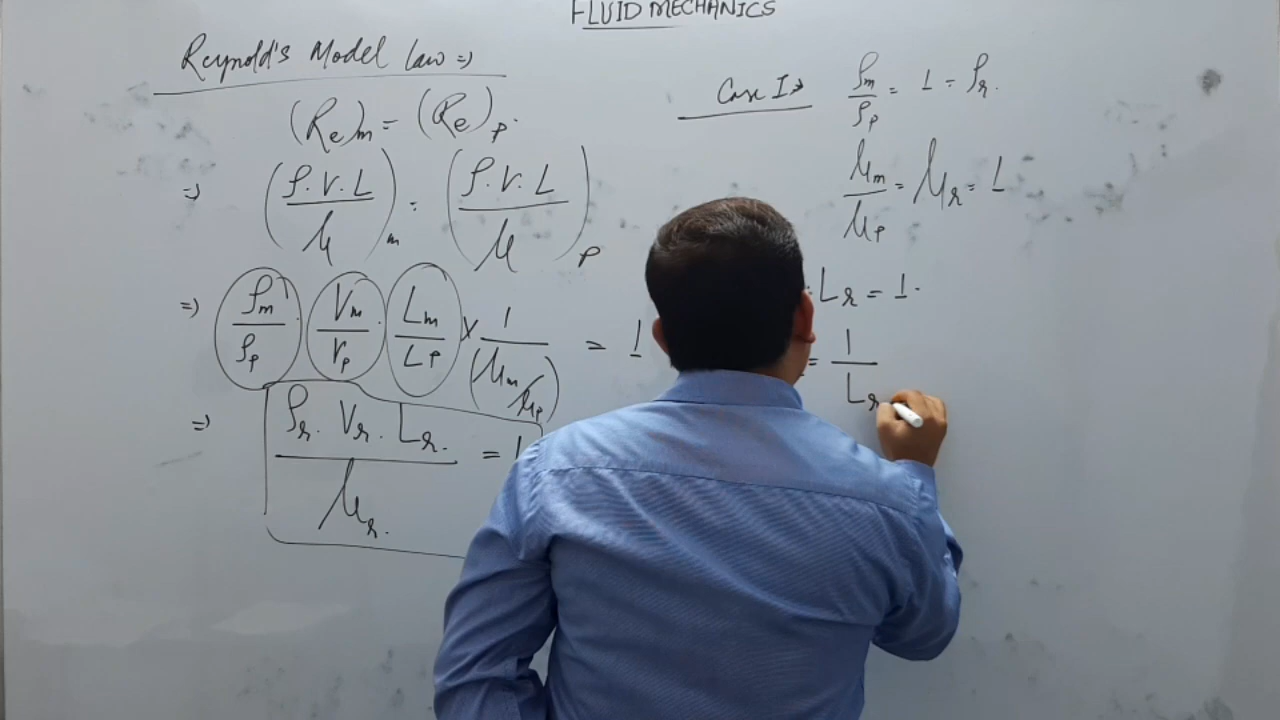 FLUID MECHANICS
Reynold's Model law ⇒
(Re)m = (Re)p.
⇒ (ρ.V.L / μ)m = (ρ.V.L / μ)p
⇒ ρm/ρp . Vm/Vp . Lm/Lp × 1/(μm/μp) = 1
⇒ ρr. Vr. Lr. / μr. = 1
Case I ⇒ ρm/ρp = 1 = ρr.
μm/μp = μr = 1
. Lr = 1.
= 1/Lr